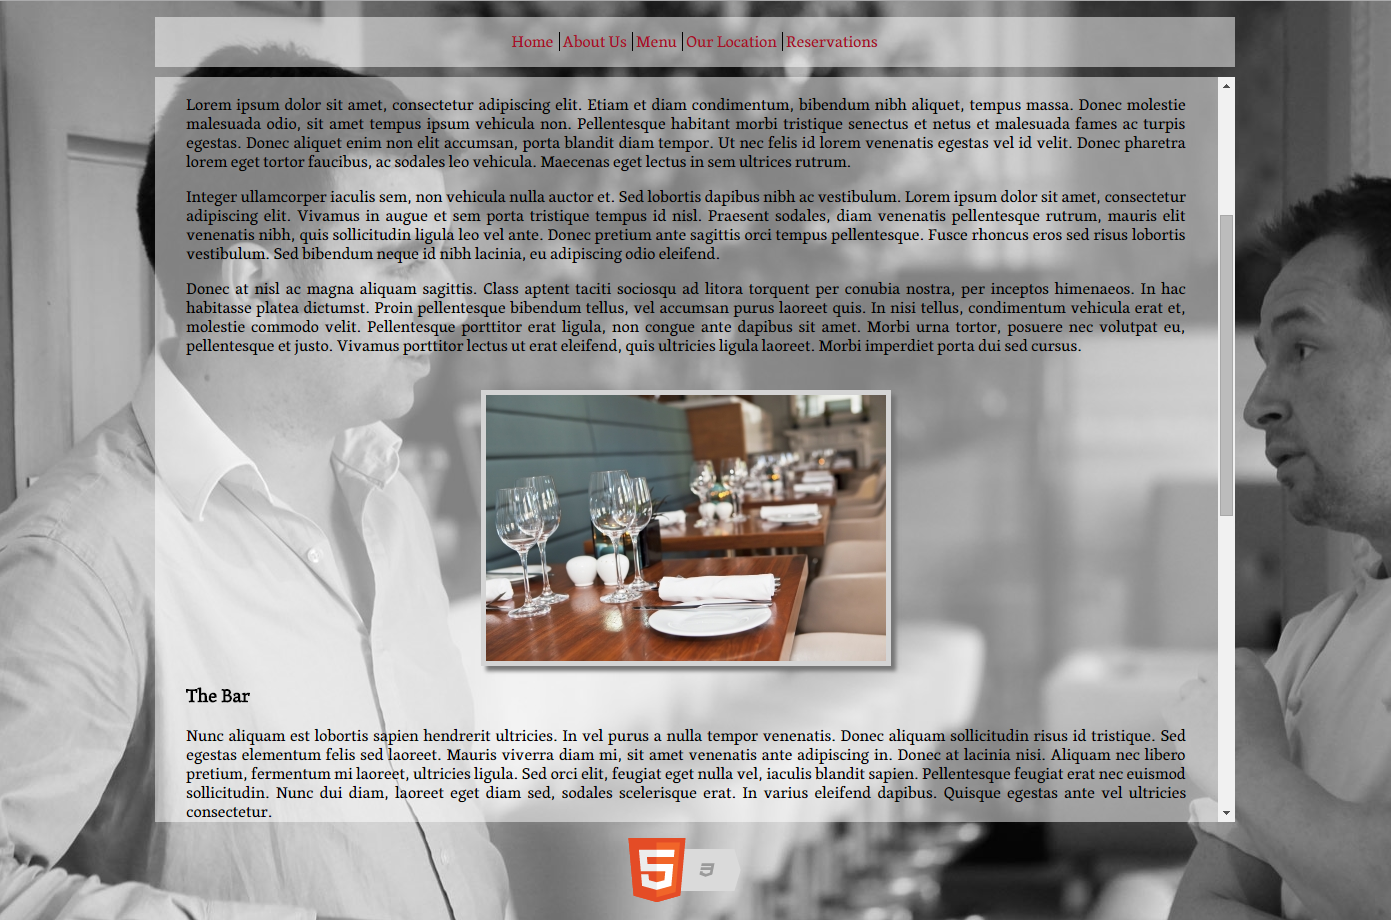 Home About Us Menu Our Location Reservations
Lorem ipsum dolor sit amet, consectetur adipiscing elit. Etiam et diam condimentum, bibendum nibh aliquet, tempus massa. Donec molestie
malesuada odio, sit amet tempus ipsum vehicula non. Pellentesque habitant morbi tristique senectus et netus et malesuada fames ac turpis
egestas. Donec aliquet enim non elit accumsan, porta blandit diam tempor. Ut nec felis id lorem venenatis egestas vel id velit. Donec pharetra
lorem eget tortor faucibus, ac sodales leo vehicula. Maecenas eget lectus in sem ultrices rutrum.
Integer ullamcorper iaculis sem, non vehicula nulla auctor et. Sed lobortis dapibus nibh ac vestibulum. Lorem ipsum dolor sit amet, consectetur
adipiscing elit. Vivamus in augue et sem porta tristique tempus id nisl. Praesent sodales, diam venenatis pellentesque rutrum, mauris elit
venenatis nibh, quis sollicitudin ligula leo vel ante. Donec pretium ante sagittis orci tempus pellentesque. Fusce rhoncus eros sed risus lobortis
vestibulum. Sed bibendum neque id nibh lacinia, eu adipiscing odio eleifend.
Donec at nisl ac magna aliquam sagittis. Class aptent taciti sociosqu ad litora torquent per conubia nostra, per inceptos himenaeos. In hac
habitasse platea dictumst. Proin pellentesque bibendum tellus, vel accumsan purus laoreet quis. In nisi tellus, condimentum vehicula erat et,
molestie commodo velit. Pellentesque porttitor erat ligula, non congue ante dapibus sit amet. Morbi urna tortor, posuere nec volutpat eu,
pellentesque et justo. Vivamus porttitor lectus ut erat eleifend, quis ultricies ligula laoreet. Morbi imperdiet porta dui sed cursus.
The Bar
Nunc aliquam est lobortis sapien hendrerit ultricies. In vel purus a nulla tempor venenatis. Donec aliquam sollicitudin risus id tristique. Sed
egestas elementum felis sed laoreet. Mauris viverra diam mi, sit amet venenatis ante adipiscing in. Donec at lacinia nisi. Aliquam nec libero
pretium, fermentum mi laoreet, ultricies ligula. Sed orci elit, feugiat eget nulla vel, iaculis blandit sapien. Pellentesque feugiat erat nec euismod
sollicitudin. Nunc dui diam, laoreet eget diam sed, sodales scelerisque erat. In varius eleifend dapibus. Quisque egestas ante vel ultricies
consectetur.
5 3